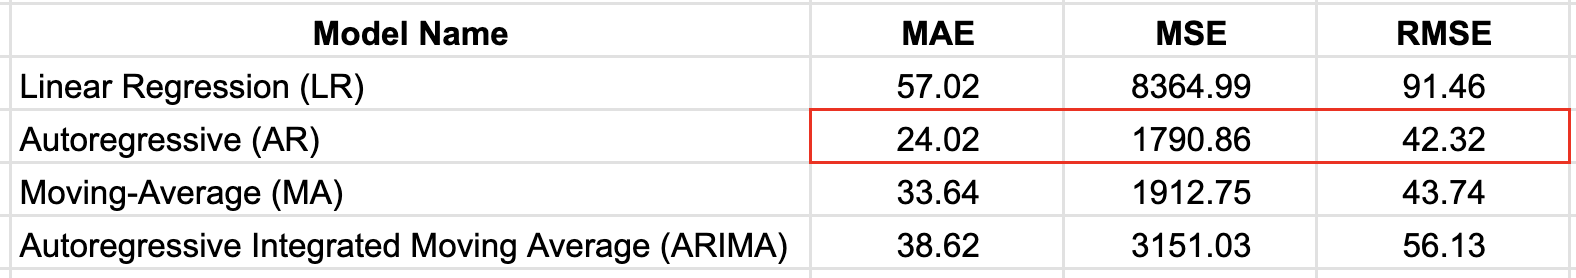 Model Name MAE MSE RMSE
Linear Regression (LR) 57.02 8364.99 91.46
Autoregressive (AR) 24.02 1790.86 42.32
Moving-Average (MA) 33.64 1912.75 43.74
Autoregressive Integrated Moving Average (ARIMA) 38.62 3151.03 56.13